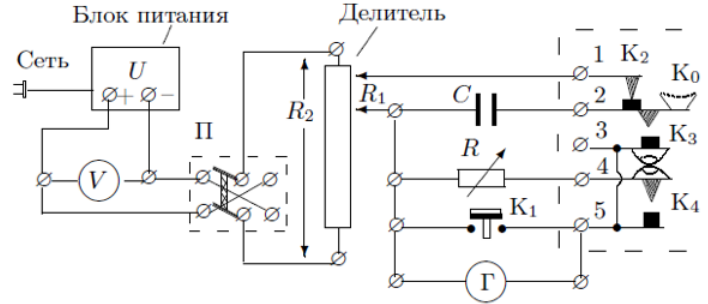 Блок питания
Делитель
Сеть
U
+ −
V
П
R₂
R₁
C
R
K₁
Г
1
2
3
4
5
K₂
K₀
K₃
K₄